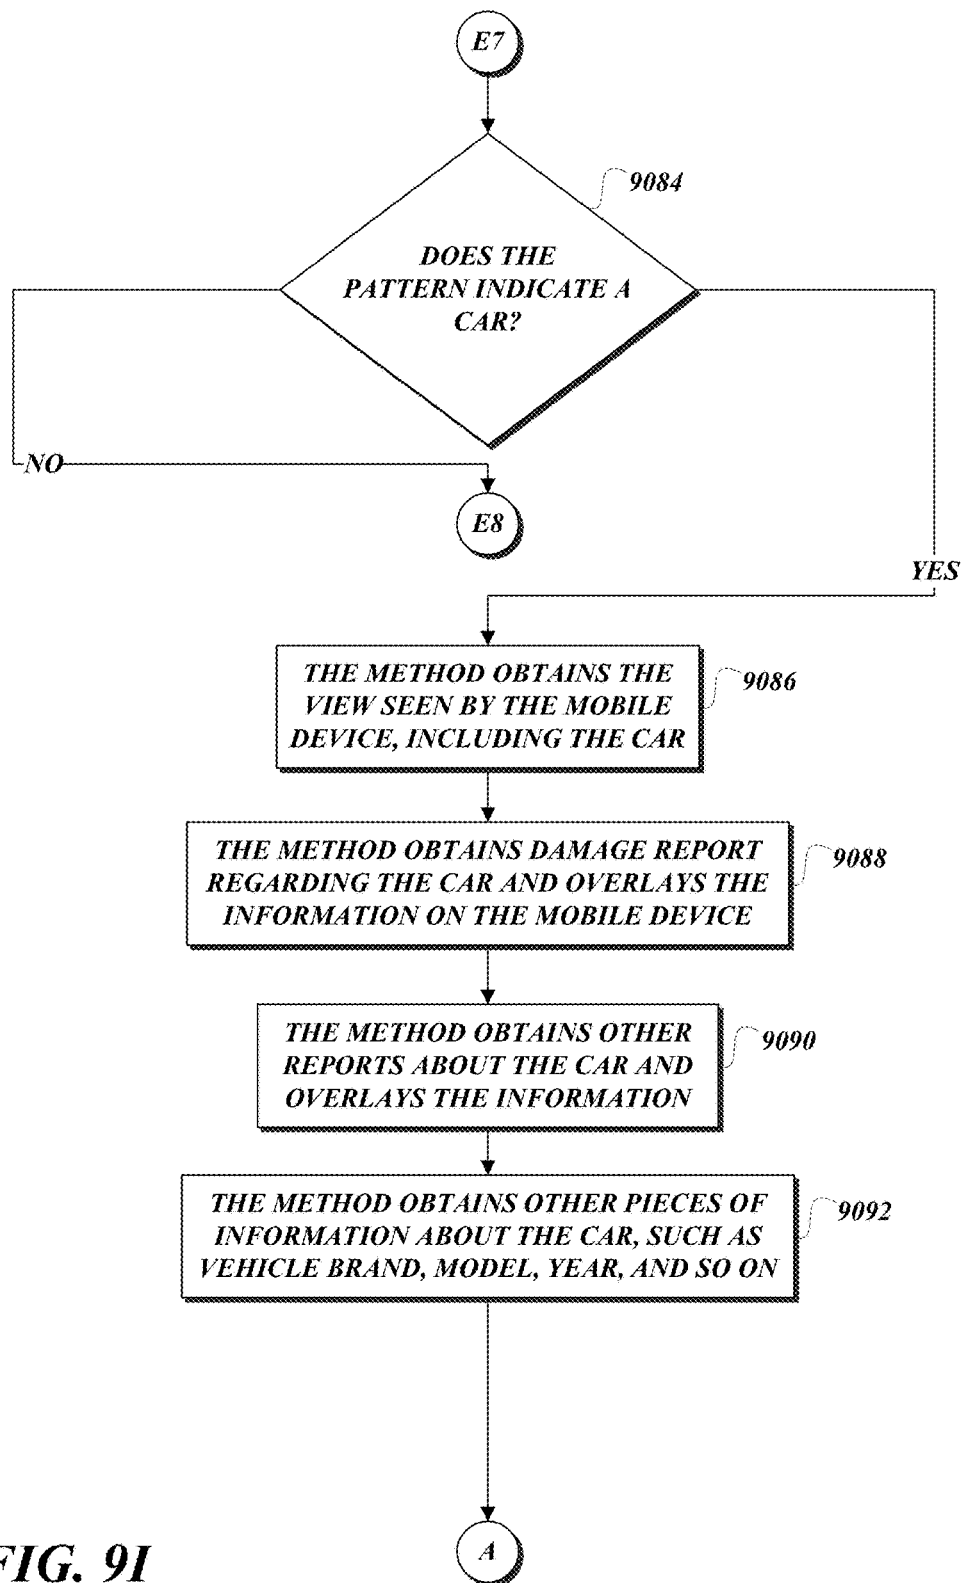 E7
9084
DOES THE
PATTERN INDICATE A
CAR?
NO
E8
YES
THE METHOD OBTAINS THE
VIEW SEEN BY THE MOBILE
DEVICE, INCLUDING THE CAR
9086
THE METHOD OBTAINS DAMAGE REPORT
REGARDING THE CAR AND OVERLAYS THE
INFORMATION ON THE MOBILE DEVICE
9088
THE METHOD OBTAINS OTHER
REPORTS ABOUT THE CAR AND
OVERLAYS THE INFORMATION
9090
THE METHOD OBTAINS OTHER PIECES OF
INFORMATION ABOUT THE CAR, SUCH AS
VEHICLE BRAND, MODEL, YEAR, AND SO ON
9092
A
FIG. 9I